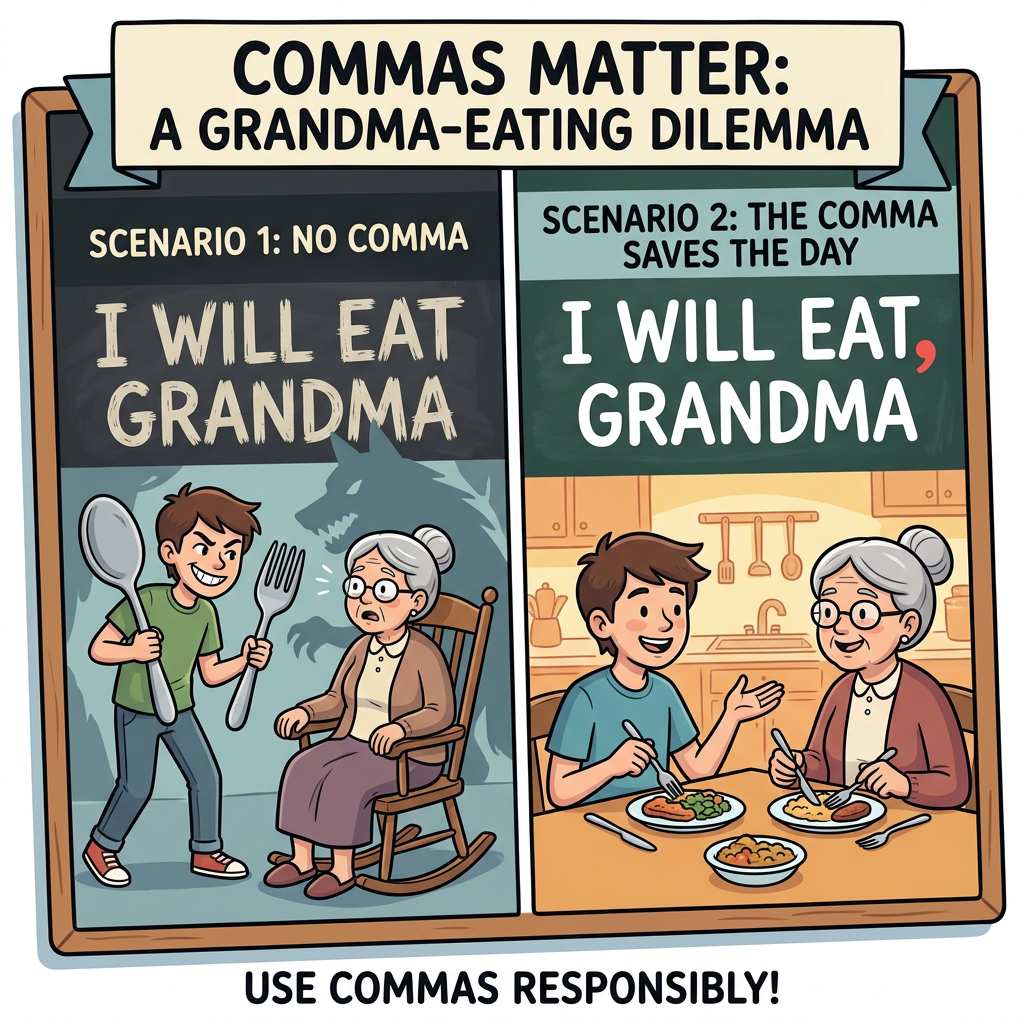 COMMAS MATTER:
A GRANDMA-EATING DILEMMA
SCENARIO 1: NO COMMA
I WILL EAT
GRANDMA
SCENARIO 2: THE COMMA
SAVES THE DAY
I WILL EAT,
GRANDMA
USE COMMAS RESPONSIBLY!